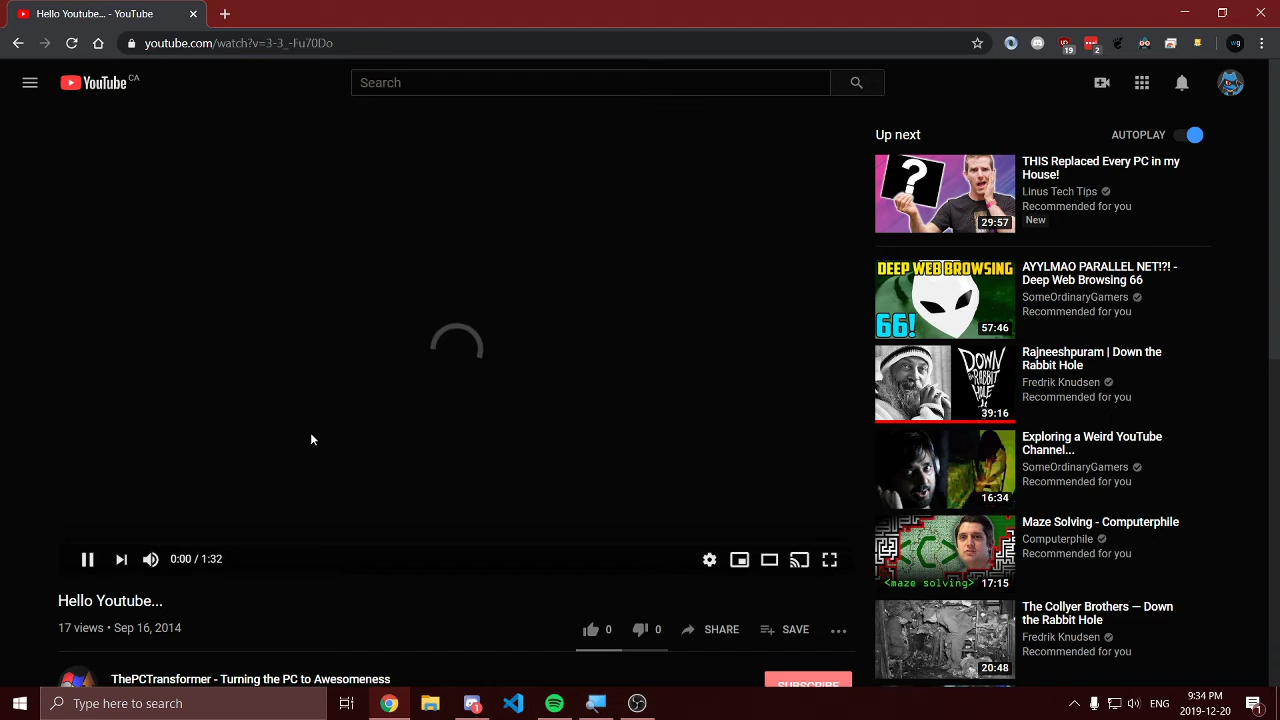 Hello Youtube... - YouTube
youtube.com/watch?v=3-3_-Fu70Do
19
2
wg
YouTube CA
Search
Up next
AUTOPLAY
?
29:57
THIS Replaced Every PC in my
House!
Linus Tech Tips
Recommended for you
New
DEEP WEB BROWSING
66!
57:46
AYYLMAO PARALLEL NET!?! -
Deep Web Browsing 66
SomeOrdinaryGamers
Recommended for you
DOWN
THE
RABBIT
HOLE
39:16
Rajneeshpuram | Down the
Rabbit Hole
Fredrik Knudsen
Recommended for you
16:34
Exploring a Weird YouTube
Channel...
SomeOrdinaryGamers
Recommended for you
<maze solving>
17:15
Maze Solving - Computerphile
Computerphile
Recommended for you
20:48
The Collyer Brothers — Down
the Rabbit Hole
Fredrik Knudsen
Recommended for you
0:00 / 1:32
Hello Youtube...
17 views • Sep 16, 2014
0
0
SHARE
SAVE
ThePCTransformer - Turning the PC to Awesomeness
SUBSCRIBE
Type here to search
1
ENG
9:34 PM
2019-12-20
1